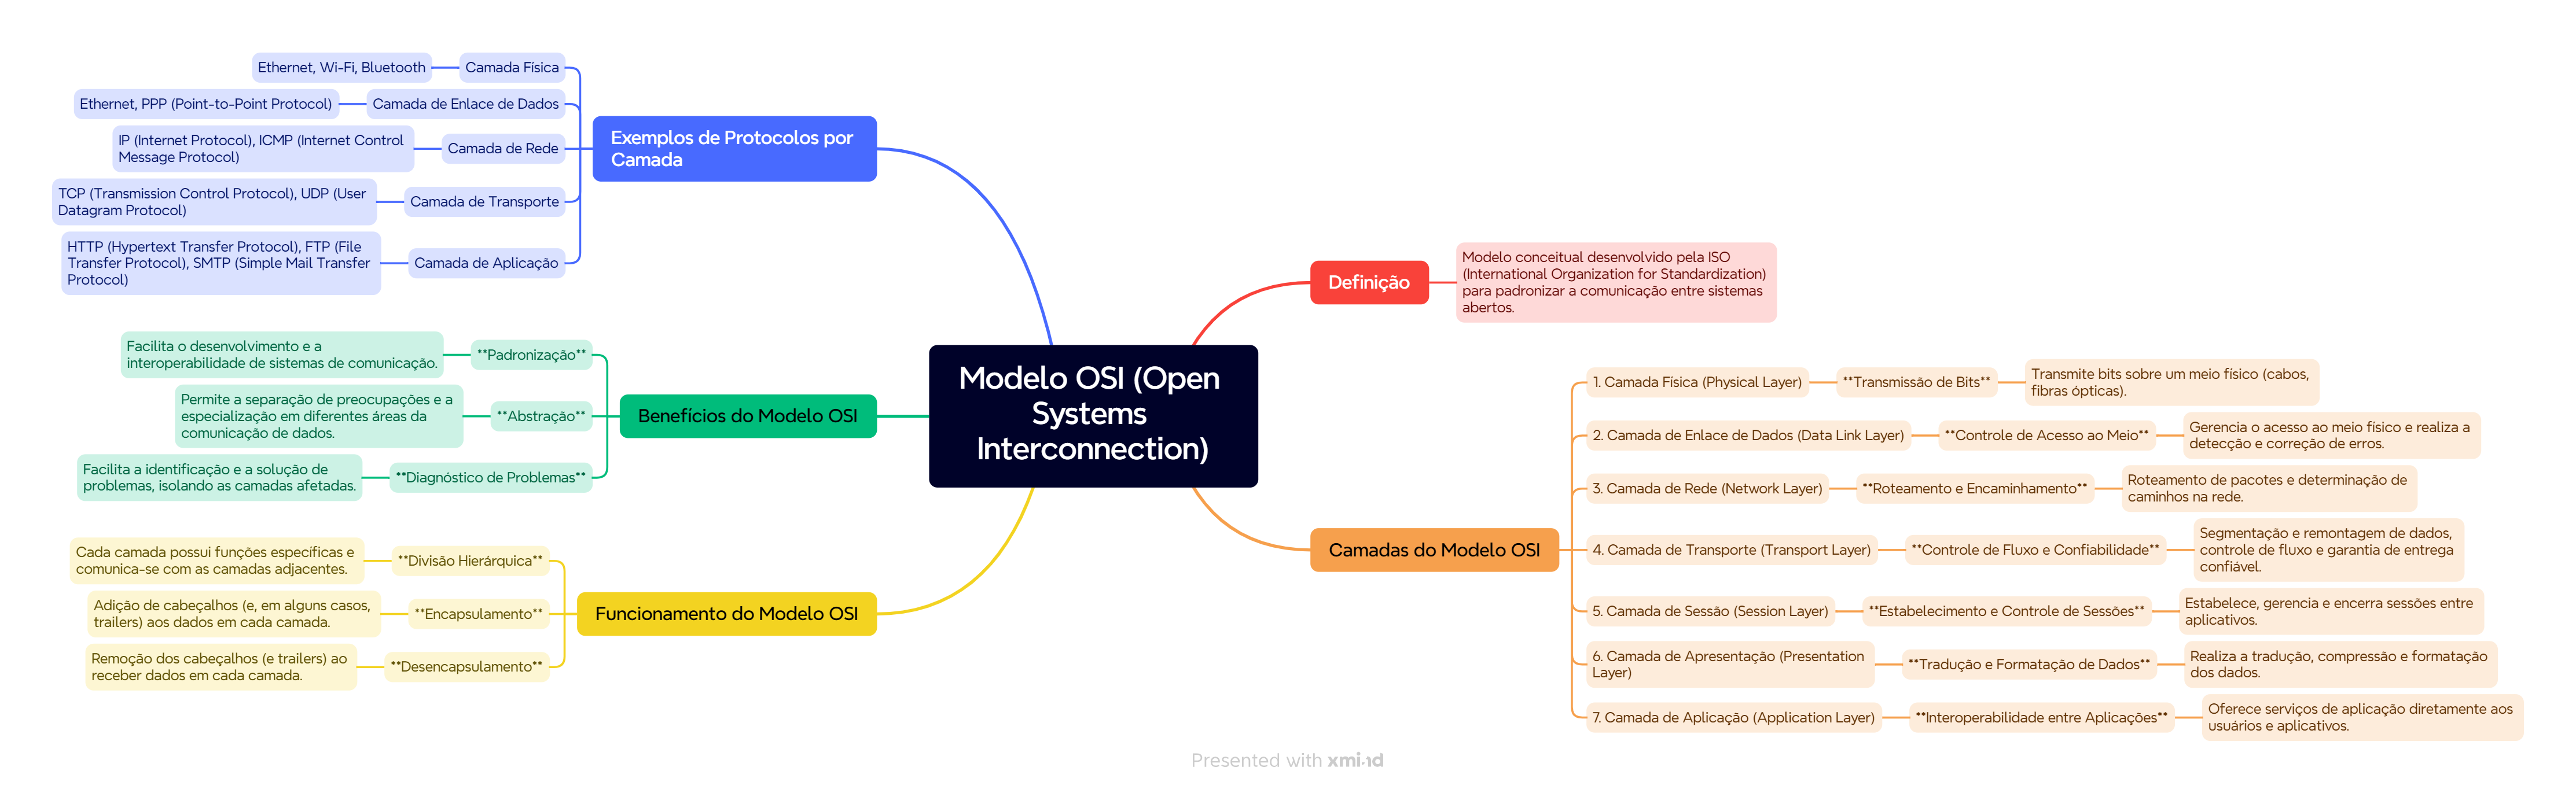 Modelo OSI (Open
Systems
Interconnection)
Definição
Modelo conceitual desenvolvido pela ISO
(International Organization for Standardization)
para padronizar a comunicação entre sistemas
abertos.
Camadas do Modelo OSI
1. Camada Física (Physical Layer)
**Transmissão de Bits**
Transmite bits sobre um meio físico (cabos,
fibras ópticas).
2. Camada de Enlace de Dados (Data Link Layer)
**Controle de Acesso ao Meio**
Gerencia o acesso ao meio físico e realiza a
detecção e correção de erros.
3. Camada de Rede (Network Layer)
**Roteamento e Encaminhamento**
Roteamento de pacotes e determinação de
caminhos na rede.
4. Camada de Transporte (Transport Layer)
**Controle de Fluxo e Confiabilidade**
Segmentação e remontagem de dados,
controle de fluxo e garantia de entrega
confiável.
5. Camada de Sessão (Session Layer)
**Estabelecimento e Controle de Sessões**
Estabelece, gerencia e encerra sessões entre
aplicativos.
6. Camada de Apresentação (Presentation
Layer)
**Tradução e Formatação de Dados**
Realiza a tradução, compressão e formatação
dos dados.
7. Camada de Aplicação (Application Layer)
**Interoperabilidade entre Aplicações**
Oferece serviços de aplicação diretamente aos
usuários e aplicativos.
Exemplos de Protocolos por
Camada
Camada Física
Ethernet, Wi-Fi, Bluetooth
Camada de Enlace de Dados
Ethernet, PPP (Point-to-Point Protocol)
Camada de Rede
IP (Internet Protocol), ICMP (Internet Control
Message Protocol)
Camada de Transporte
TCP (Transmission Control Protocol), UDP (User
Datagram Protocol)
Camada de Aplicação
HTTP (Hypertext Transfer Protocol), FTP (File
Transfer Protocol), SMTP (Simple Mail Transfer
Protocol)
Benefícios do Modelo OSI
**Padronização**
Facilita o desenvolvimento e a
interoperabilidade de sistemas de comunicação.
**Abstração**
Permite a separação de preocupações e a
especialização em diferentes áreas da
comunicação de dados.
**Diagnóstico de Problemas**
Facilita a identificação e a solução de
problemas, isolando as camadas afetadas.
Funcionamento do Modelo OSI
**Divisão Hierárquica**
Cada camada possui funções específicas e
comunica-se com as camadas adjacentes.
**Encapsulamento**
Adição de cabeçalhos (e, em alguns casos,
trailers) aos dados em cada camada.
**Desencapsulamento**
Remoção dos cabeçalhos (e trailers) ao
receber dados em cada camada.
Presented with xmind